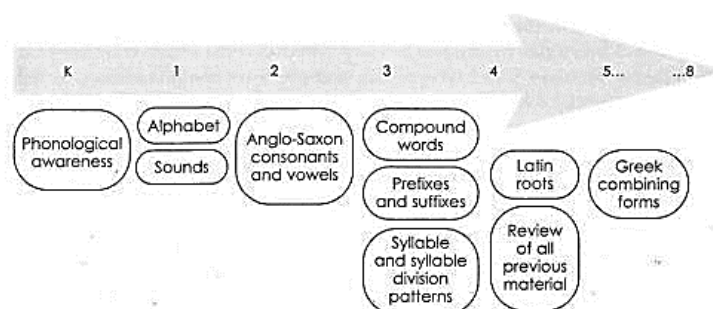 K 1 2 3 4 5... ...8
Phonological
awareness
Alphabet
Sounds
Anglo-Saxon
consonants
and vowels
Compound
words
Prefixes
and suffixes
Syllable
and syllable
division
patterns
Latin
roots
Review
of all
previous
material
Greek
combining
forms